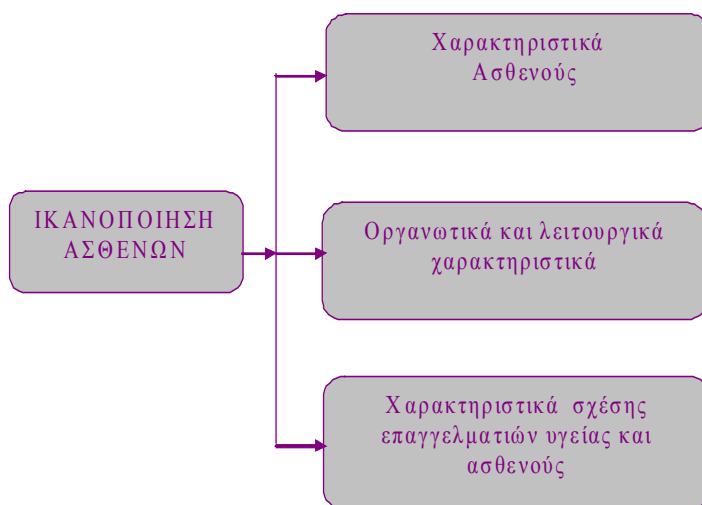 Χαρακτηριστικά
Ασθενούς
ΙΚΑΝΟΠΟΙΗΣΗ
ΑΣΘΕΝΩΝ
Οργανωτικά και λειτουργικά
χαρακτηριστικά
Χαρακτηριστικά σχέσης
επαγγελματιών υγείας και
ασθενούς